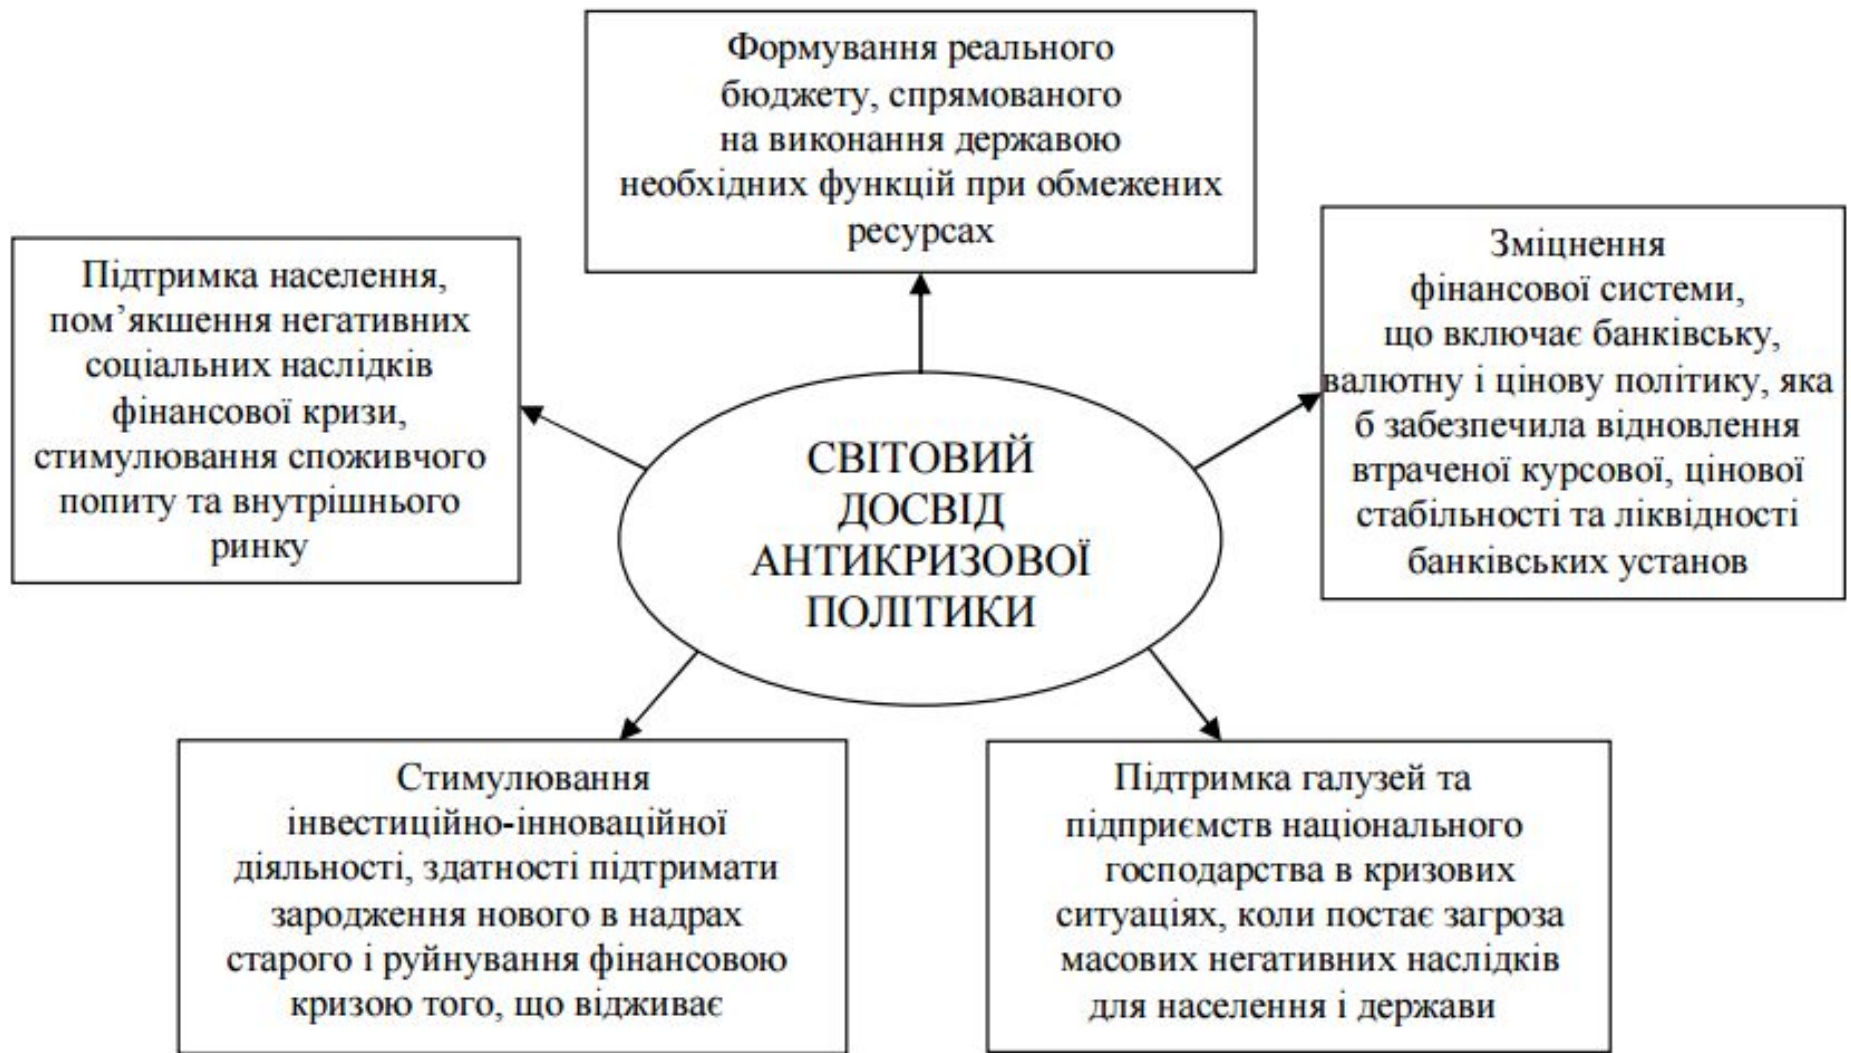 Формування реального
бюджету, спрямованого
на виконання державою
необхідних функцій при обмежених
ресурсах
Підтримка населення,
пом’якшення негативних
соціальних наслідків
фінансової кризи,
стимулювання споживчого
попиту та внутрішнього
ринку
Зміцнення
фінансової системи,
що включає банківську,
валютну і цінову політику, яка
б забезпечила відновлення
втраченої курсової, цінової
стабільності та ліквідності
банківських установ
СВІТОВИЙ
ДОСВІД
АНТИКРИЗОВОЇ
ПОЛІТИКИ
Стимулювання
інвестиційно-інноваційної
діяльності, здатності підтримати
зародження нового в надрах
старого і руйнування фінансовою
кризою того, що відживає
Підтримка галузей та
підприємств національного
господарства в кризових
ситуаціях, коли постає загроза
масових негативних наслідків
для населення і держави